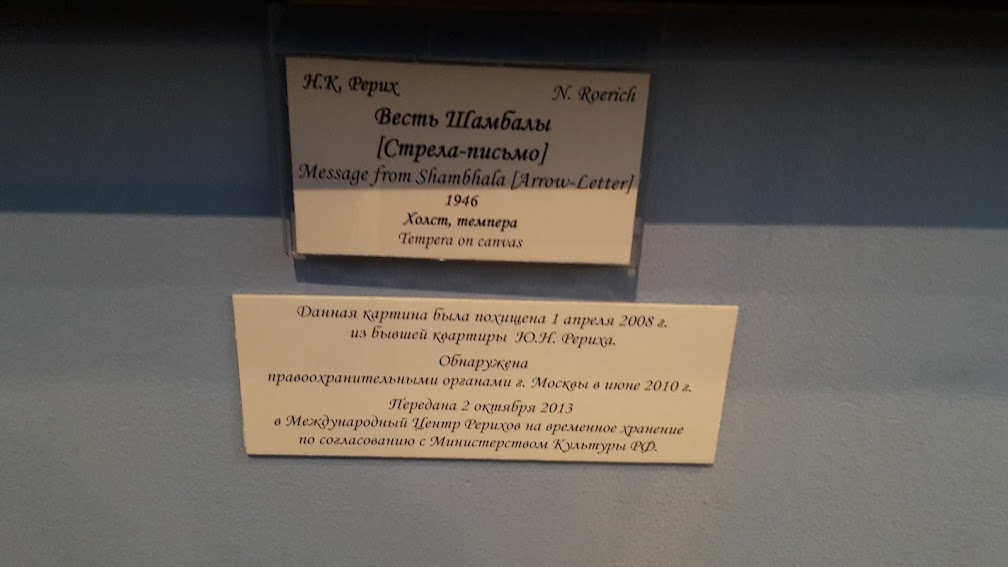 Н.К. Рерих N. Roerich
Весть Шамбалы
[Стрела-письмо]
Message from Shambhala [Arrow-Letter]
1946
Холст, темпера
Tempera on canvas
Данная картина была похищена 1 апреля 2008 г.
из бывшей квартиры Ю.Н. Рериха.
Обнаружена
правоохранительными органами г. Москвы в июне 2010 г.
Передана 2 октября 2013
в Международный Центр Рерихов на временное хранение
по согласованию с Министерством Культуры РФ.